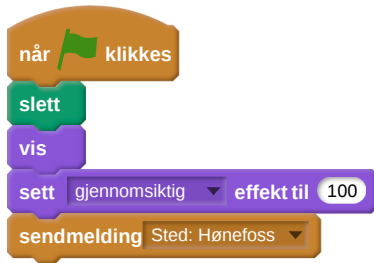 når klikkes
slett
vis
sett gjennomsiktig effekt til 100
sendmelding Sted: Hønefoss